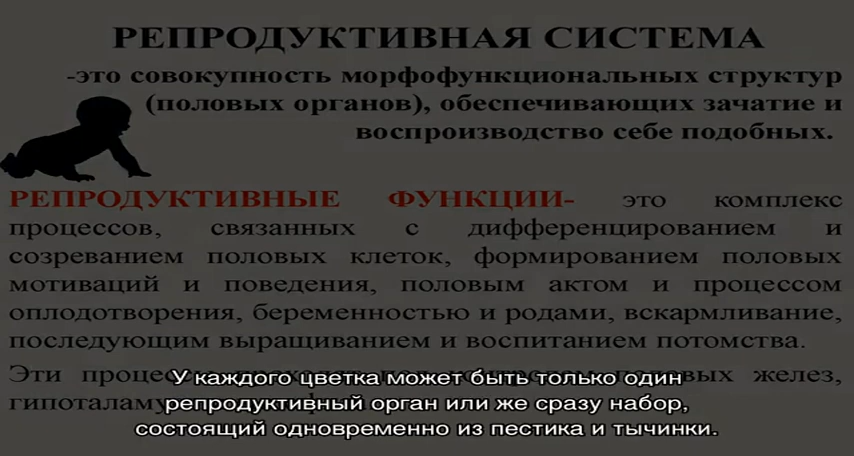 РЕПРОДУКТИВНАЯ СИСТЕМА
-это совокупность морфофункциональных структур
(половых органов), обеспечивающих зачатие и
воспроизводство себе подобных.
РЕПРОДУКТИВНЫЕ ФУНКЦИИ- это комплекс
процессов, связанных с дифференцированием и
созреванием половых клеток, формированием половых
мотиваций и поведения, половым актом и процессом
оплодотворения, беременностью и родами, вскармливание,
последующим выращиванием и воспитанием потомства.
Эти желез,
У каждого цветка может быть только один
репродуктивный орган или же сразу набор,
состоящий одновременно из пестика и тычинки.